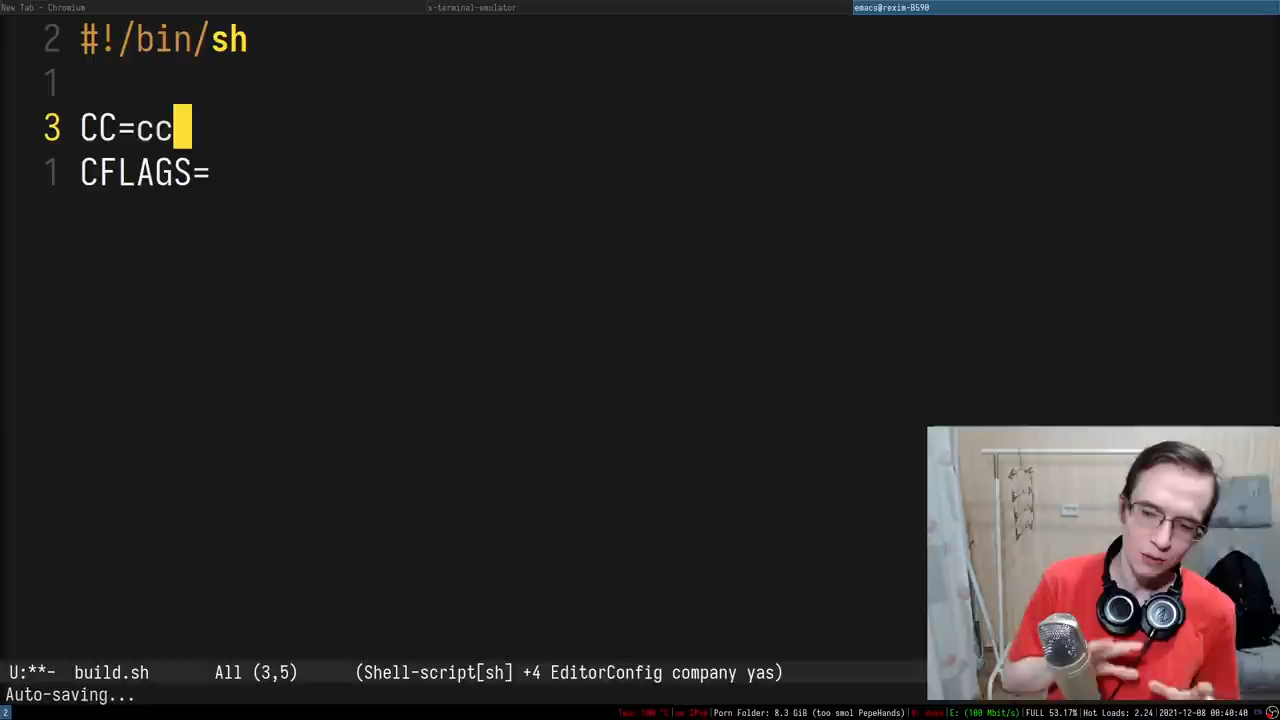 New Tab - Chromium
x-terminal-emulator
emacs@rexim-B590
2 #!/bin/sh
1
3 CC=cc
1 CFLAGS=
U:**- build.sh All (3,5) (Shell-script[sh] +4 EditorConfig company yas)
Auto-saving...
2
Porn Folder: 8.3 GiB (too smol PepeHands)
E: (100 Mbit/s)
FULL 53.17%
Hot Loads: 2.24
2021-12-08 00:40:40
EN